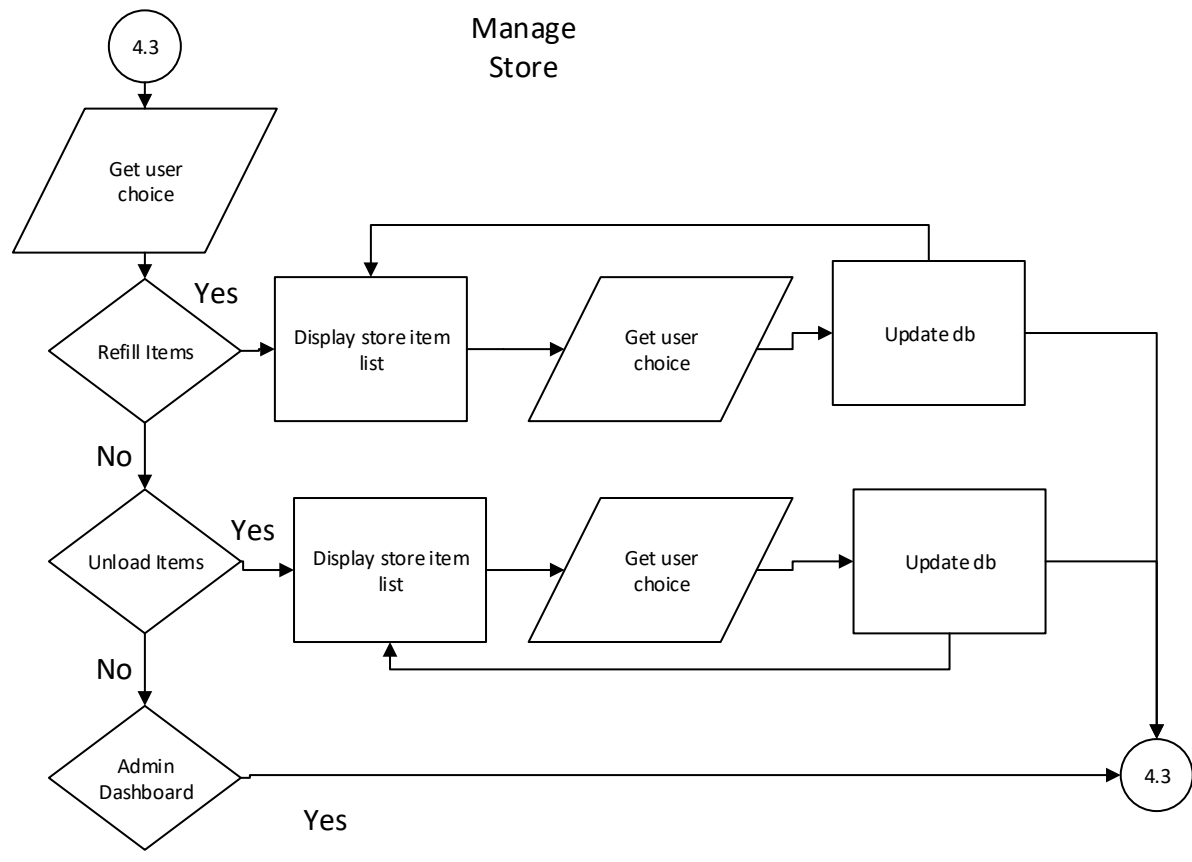 4.3
Manage
Store
Get user
choice
Yes
Refill Items
Display store item
list
Get user
choice
Update db
No
Yes
Unload Items
Display store item
list
Get user
choice
Update db
No
Admin
Dashboard
Yes
4.3